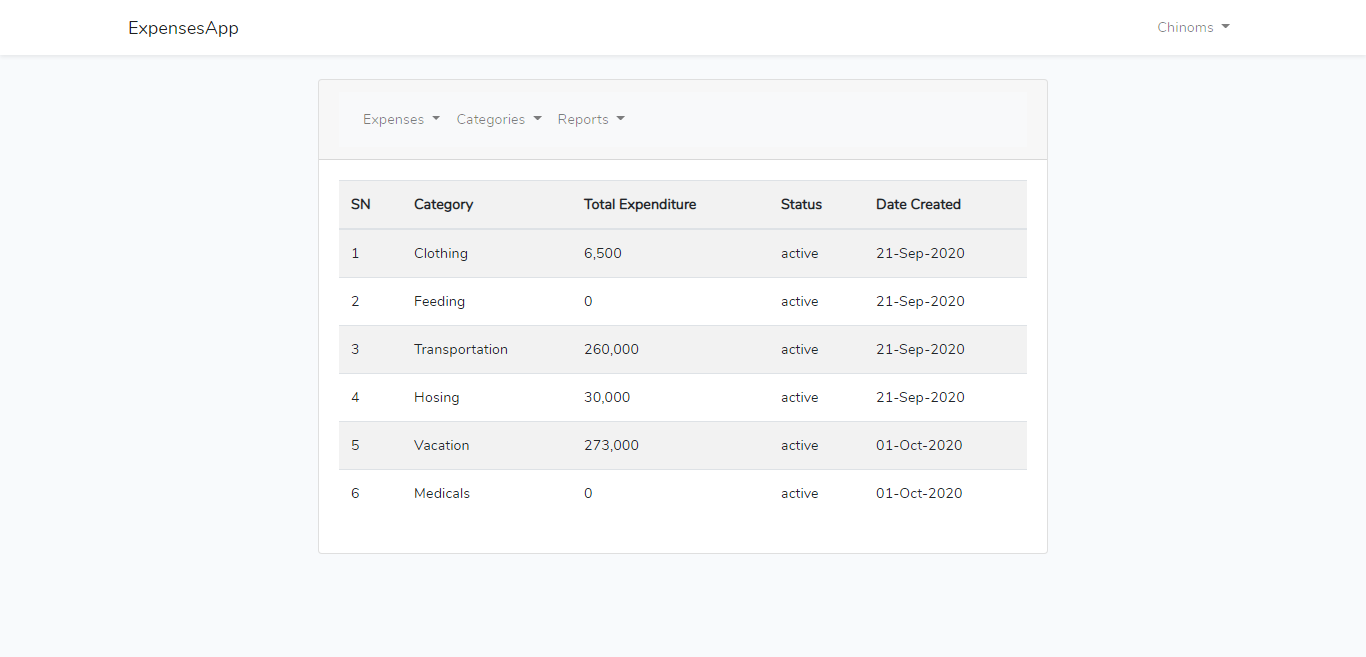 ExpensesApp Chinoms
Expenses Categories Reports
SN Category Total Expenditure Status Date Created
1 Clothing 6,500 active 21-Sep-2020
2 Feeding 0 active 21-Sep-2020
3 Transportation 260,000 active 21-Sep-2020
4 Hosing 30,000 active 21-Sep-2020
5 Vacation 273,000 active 01-Oct-2020
6 Medicals 0 active 01-Oct-2020